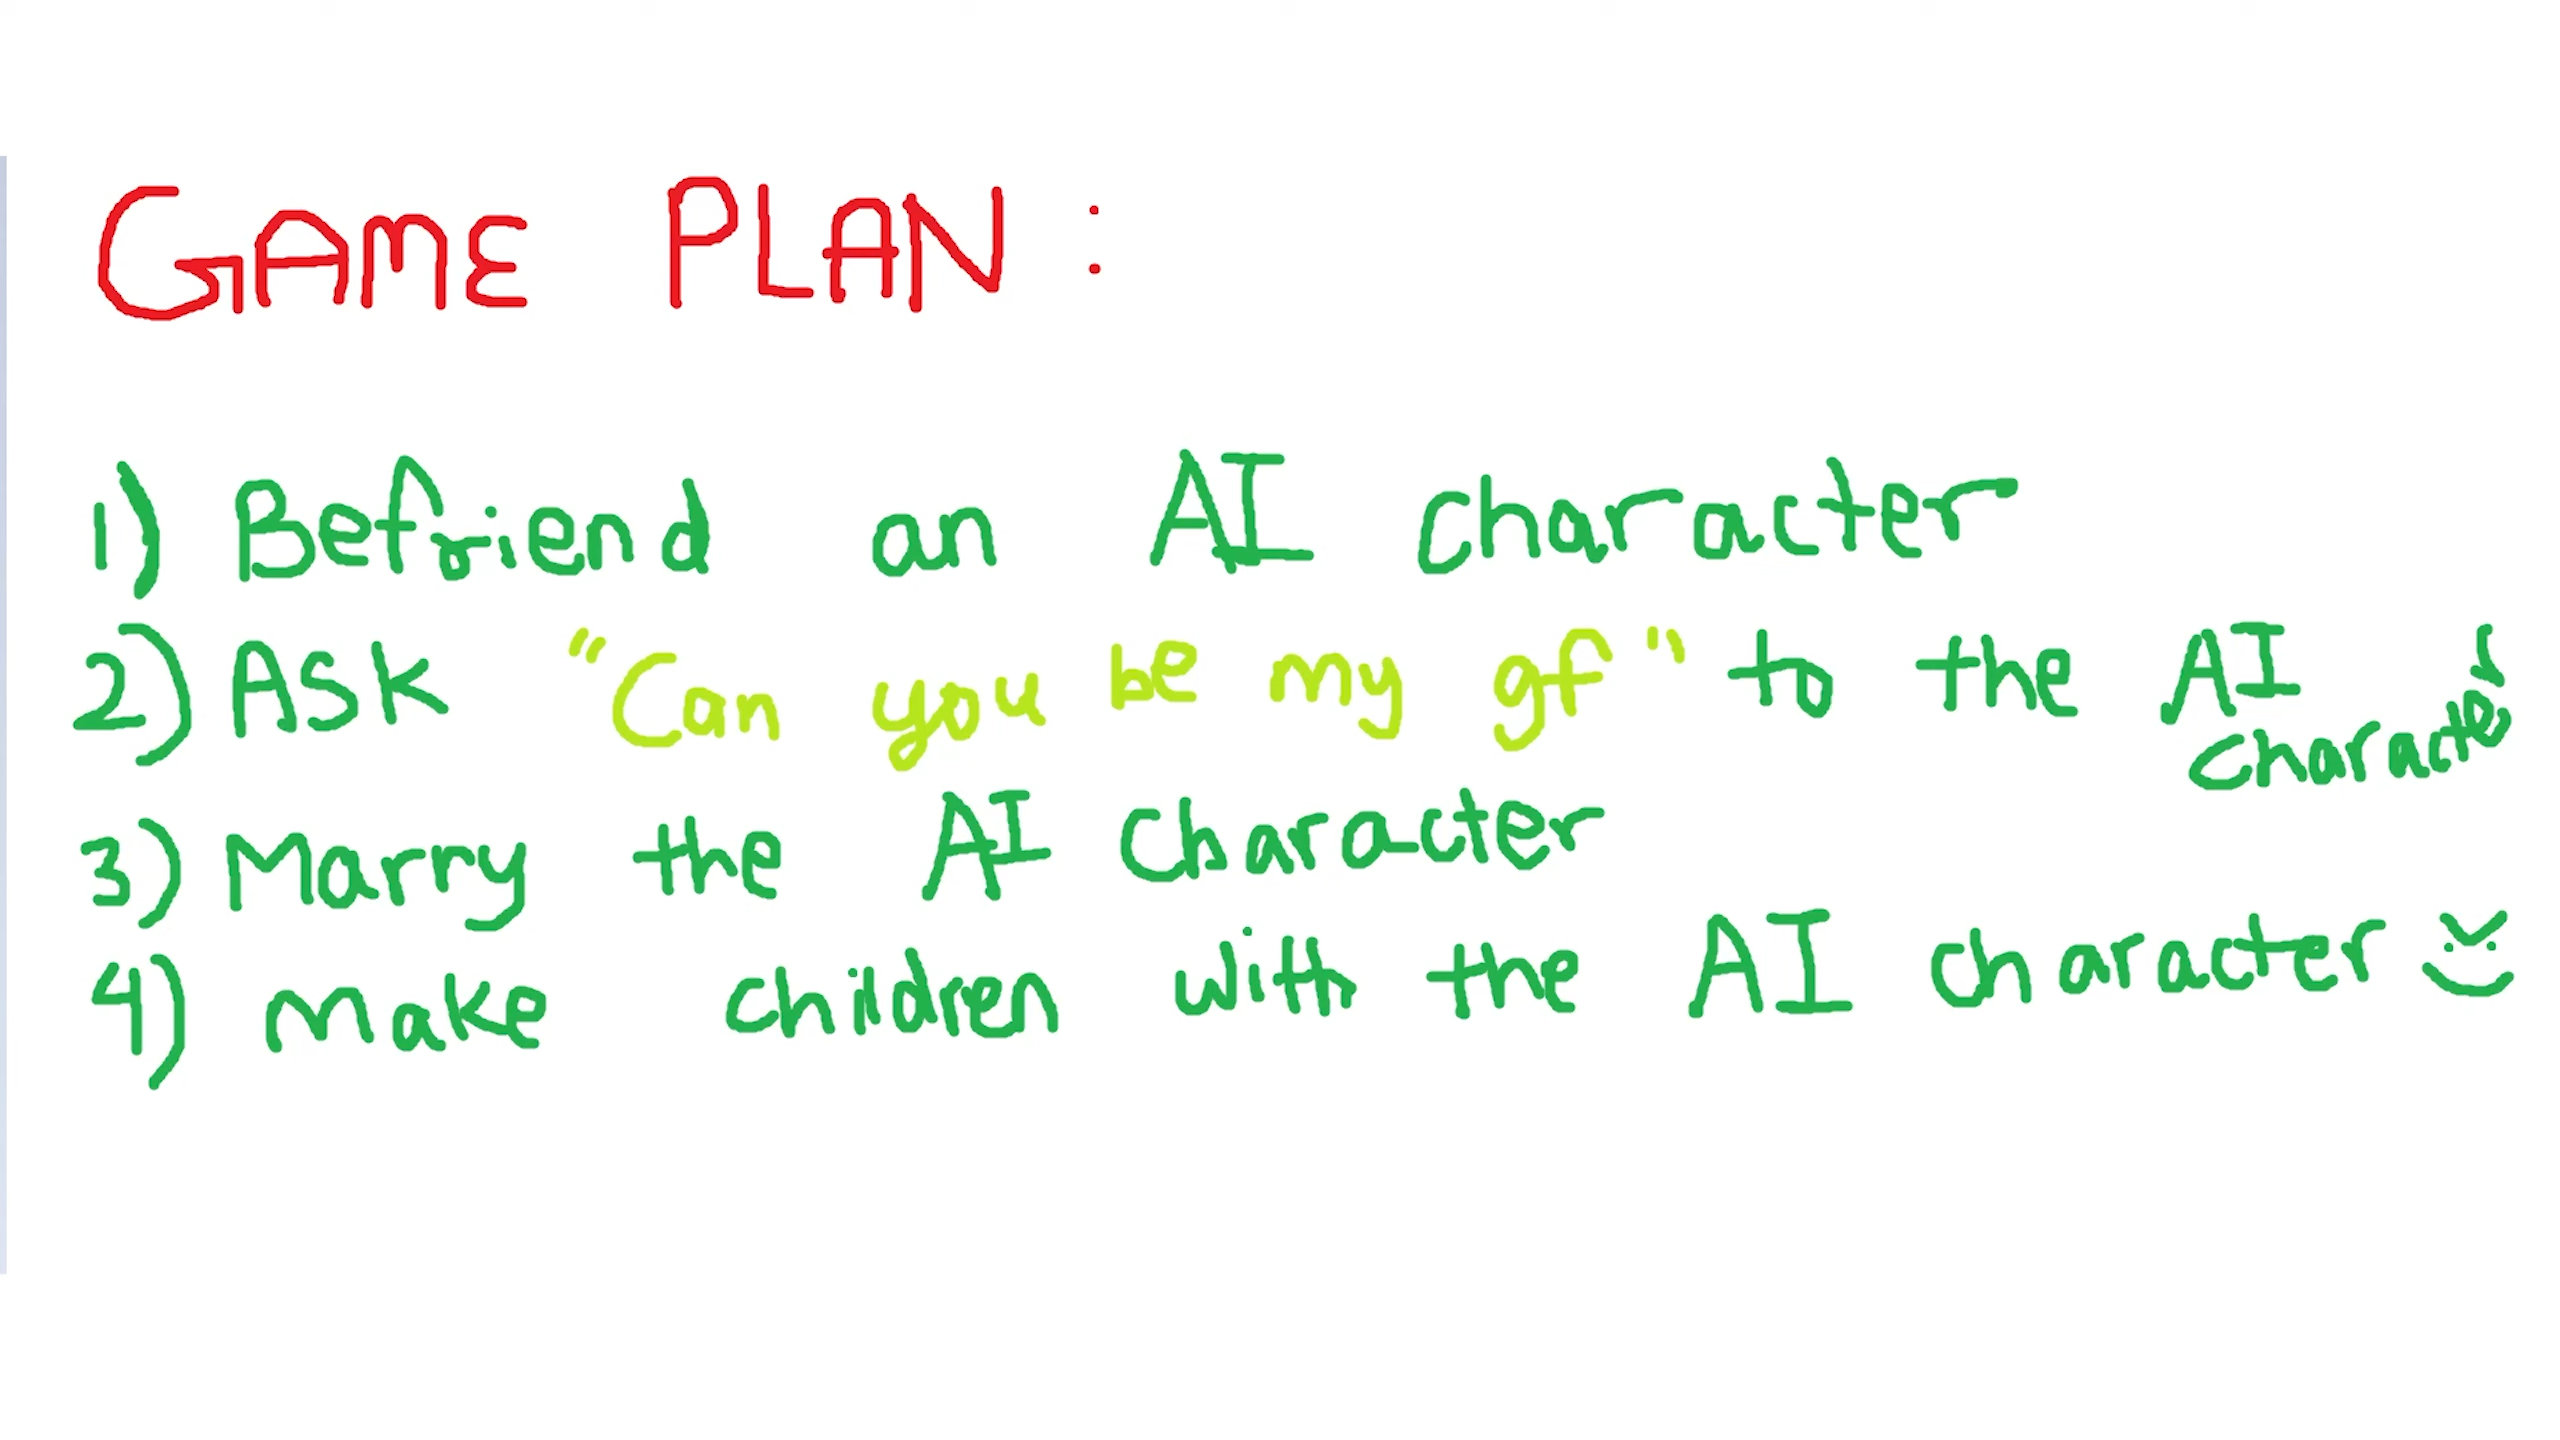 GAME PLAN:
1) Befriend an AI character
2) ASK "Can you be my gf" to the AI character
3) Marry the AI Character
4) Make children with the AI character